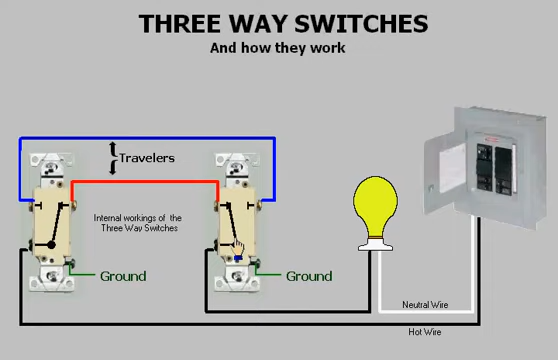 THREE WAY SWITCHES
And how they work
Travelers
Internal workings of the
Three Way Switches
Ground
Ground
Neutral Wire
Hot Wire